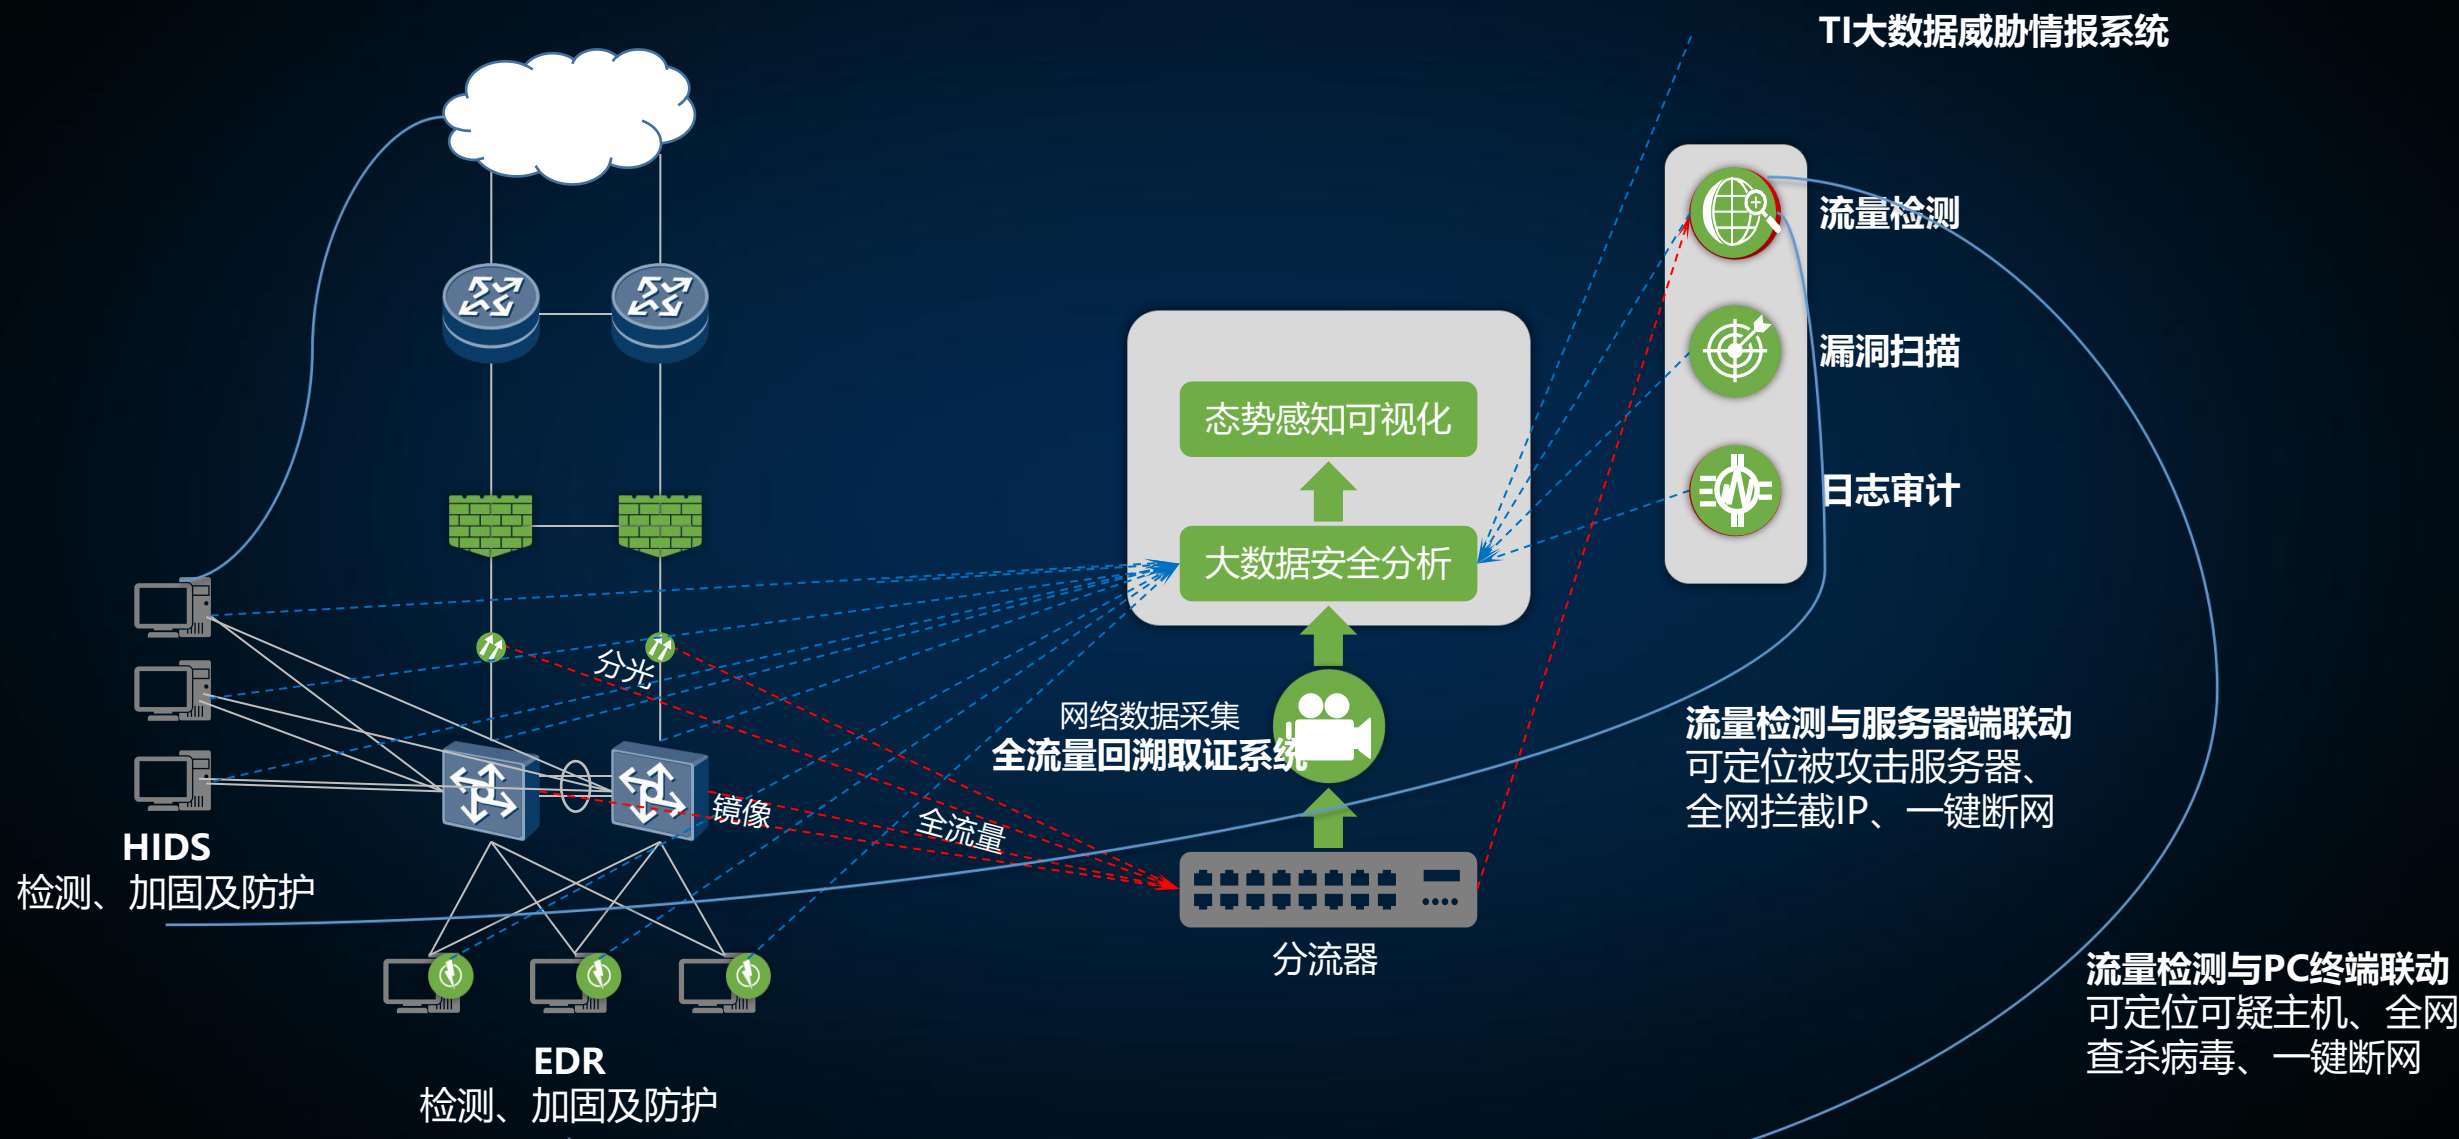 TI大数据威胁情报系统
流量检测
漏洞扫描
态势感知可视化
日志审计
大数据安全分析
分光
网络数据采集
全流量回溯取证系统
流量检测与服务器端联动
可定位被攻击服务器、
全网拦截IP、一键断网
镜像
全流量
HIDS
检测、加固及防护
分流器
流量检测与PC终端联动
可定位可疑主机、全网
查杀病毒、一键断网
EDR
检测、加固及防护